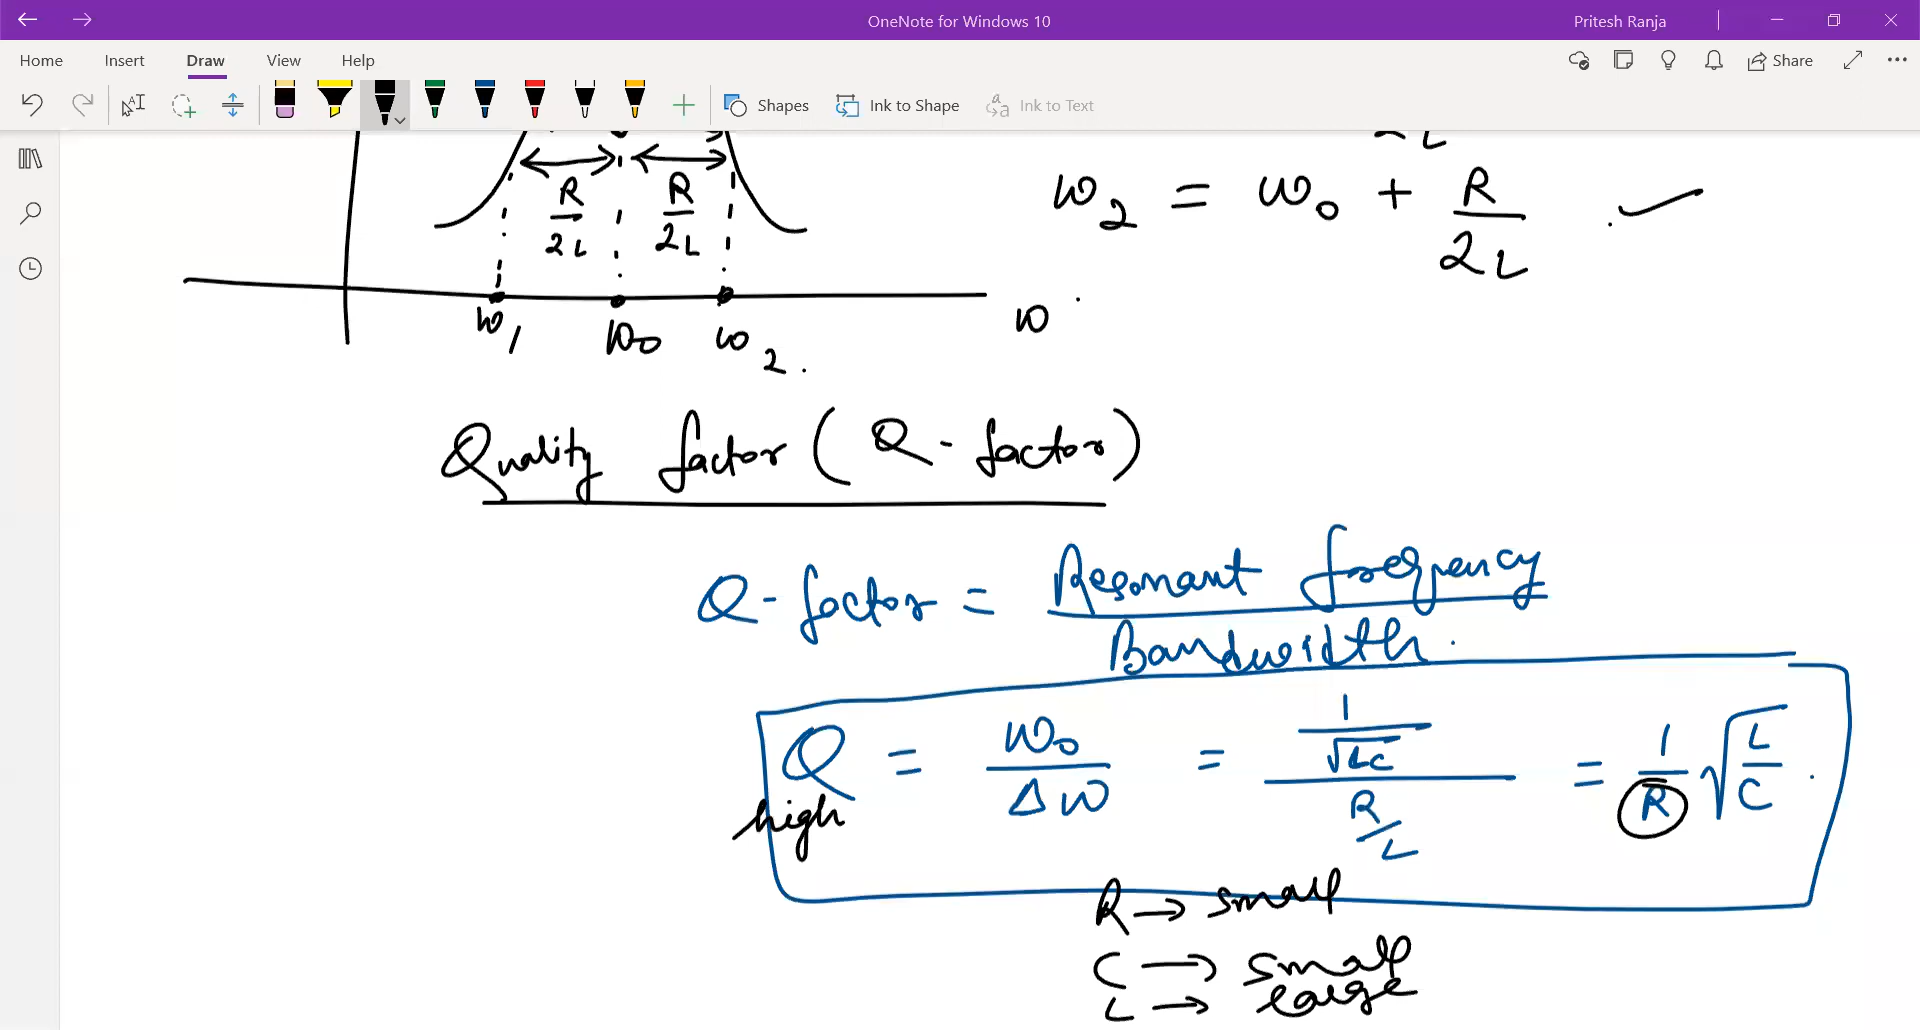 OneNote for Windows 10
Pritesh Ranja
Home Insert Draw View Help
Share
Shapes Ink to Shape Ink to Text
R/2L R/2L
ω₂ = ω₀ + R/2L
ω₁ ω₀ ω₂ . ω
Quality factor (Q-factor)
Q-factor = Resonant frequency / Bandwidth.
Q = ω₀/Δω = (1/√LC)/(R/L) = 1/R √(L/C) .
high
R → small
C → small
L → large